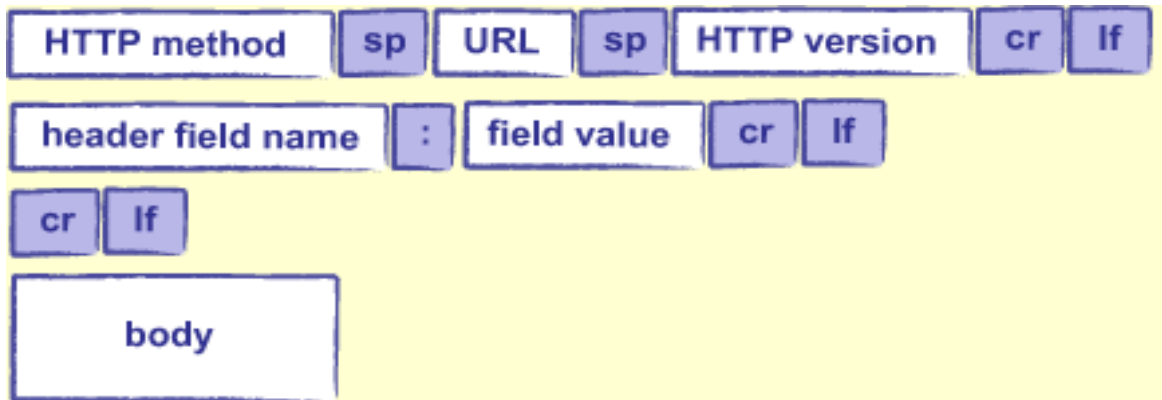 HTTP method sp URL sp HTTP version cr lf
header field name : field value cr lf
cr lf
body